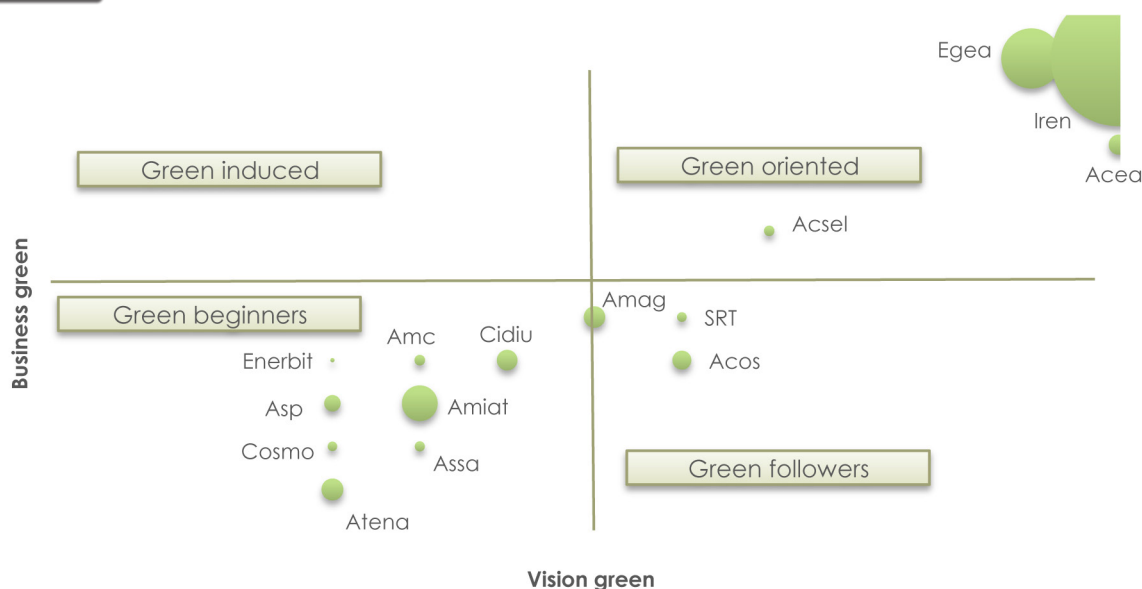 Egea
Iren
Acea
Green induced
Green oriented
Acsel
Business green
Green beginners
Amag
SRT
Amc
Cidiu
Enerbit
Acos
Asp
Amiat
Cosmo
Assa
Green followers
Atena
Vision green